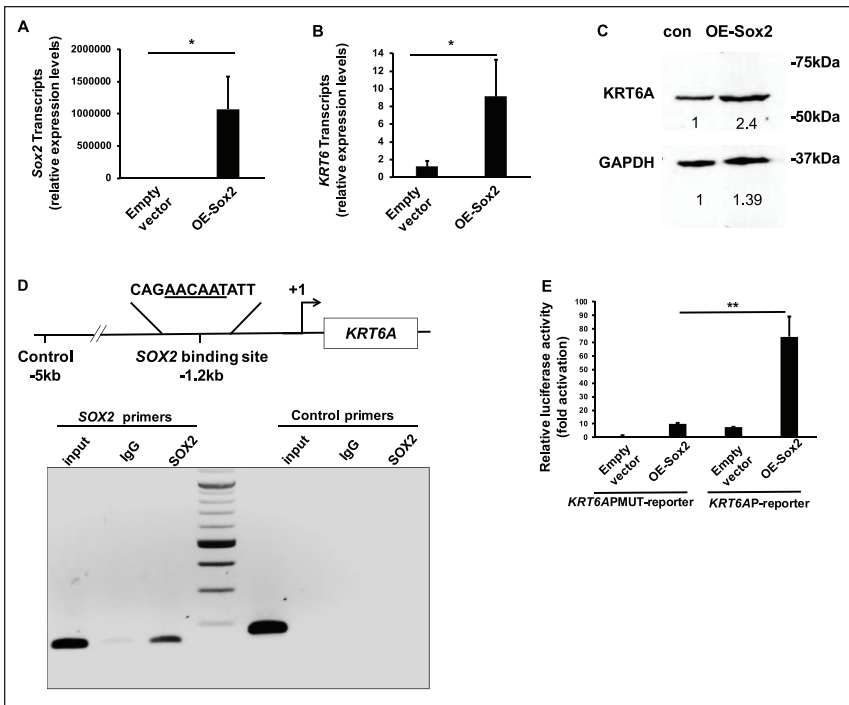 A
Sox2 Transcripts
(relative expression levels)
2000000
1500000
1000000
500000
0
*
Empty
vector
OE-Sox2
B
KRT6 Transcripts
(relative expression levels)
14
12
10
8
6
4
2
0
*
Empty
vector
OE-Sox2
C
con OE-Sox2
-75kDa
KRT6A
1 2.4
-50kDa
GAPDH
-37kDa
1 1.39
D
CAGAACAATATT
+1
KRT6A
Control
-5kb
SOX2 binding site
-1.2kb
SOX2 primers
input IgG SOX2
Control primers
input IgG SOX2
E
Relative luciferase activity
(fold activation)
100
90
80
70
60
50
40
30
20
10
0
**
Empty
vector
OE-Sox2
Empty
vector
OE-Sox2
KRT6APMUT-reporter
KRT6AP-reporter